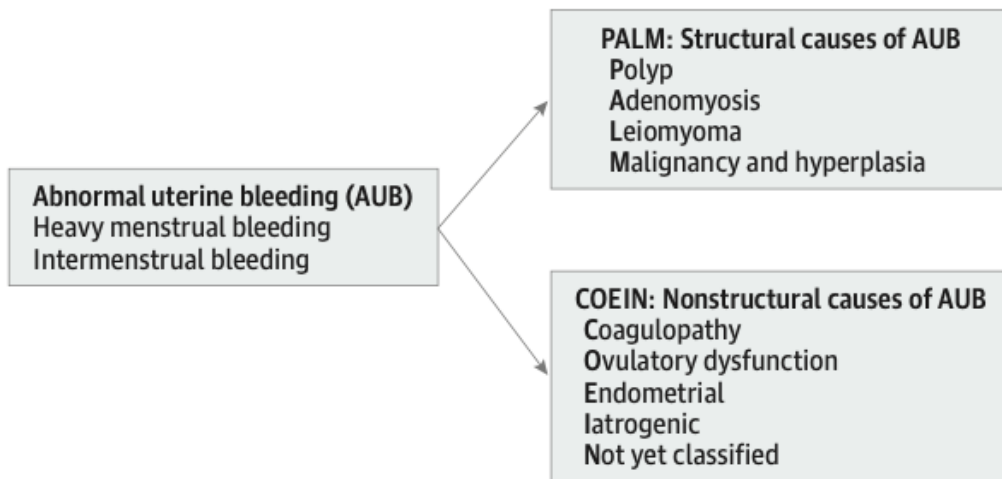 Abnormal uterine bleeding (AUB)
Heavy menstrual bleeding
Intermenstrual bleeding
PALM: Structural causes of AUB
Polyp
Adenomyosis
Leiomyoma
Malignancy and hyperplasia
COEIN: Nonstructural causes of AUB
Coagulopathy
Ovulatory dysfunction
Endometrial
Iatrogenic
Not yet classified